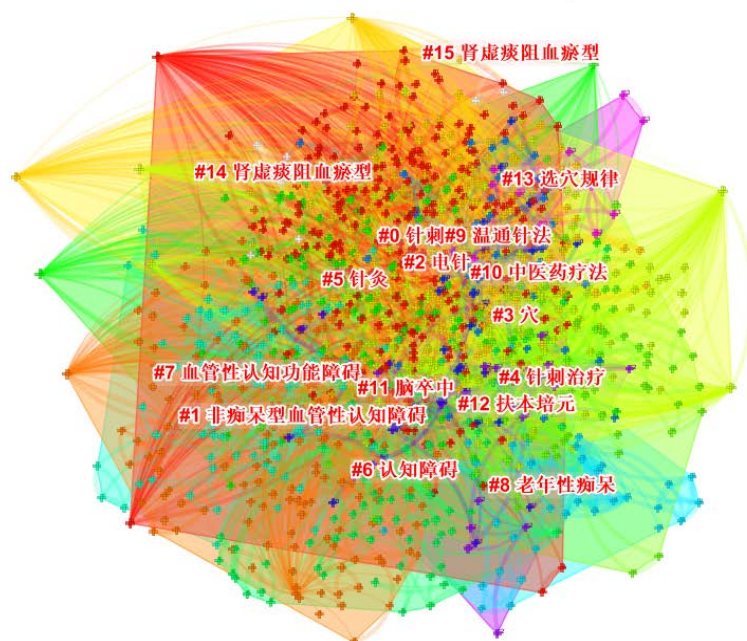 #15 肾虚痰阻血瘀型
#14 肾虚痰阻血瘀型
#13 选穴规律
#0 针刺
#9 温通针法
#2 电针
#10 中医药疗法
#5 针灸
#3 穴
#7 血管性认知功能障碍
#4 针刺治疗
#11 脑卒中
#12 扶本培元
#1 非痴呆型血管性认知障碍
#6 认知障碍
#8 老年性痴呆